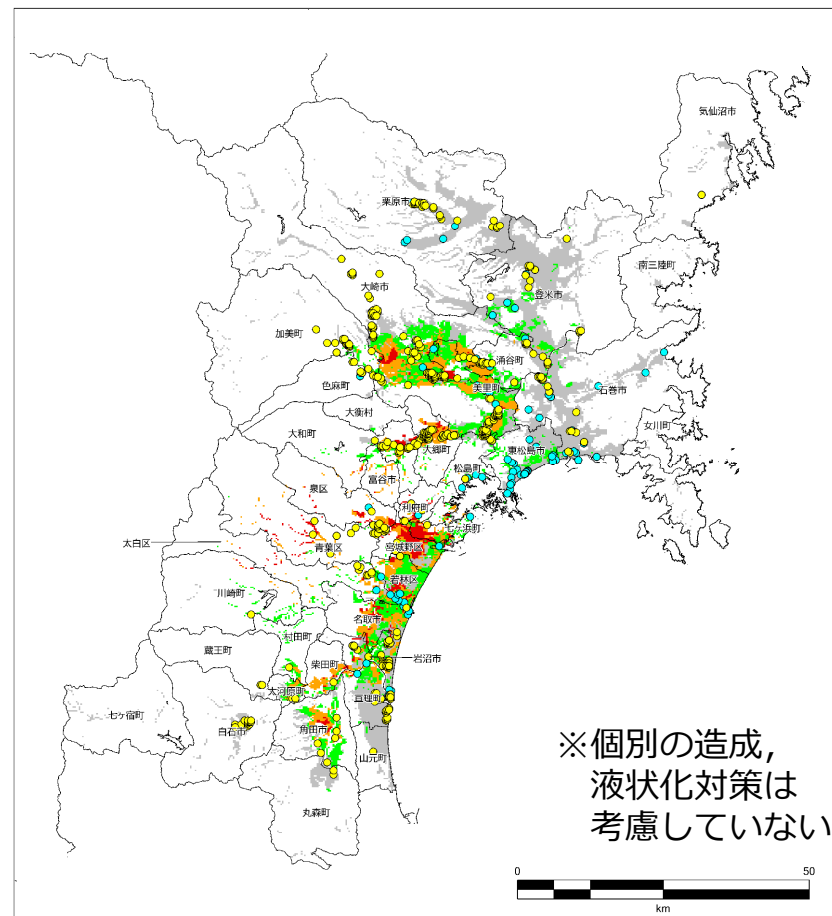 気仙沼市
栗原市
南三陸町
大崎市
登米市
加美町
涌谷町
色麻町
美里町
石巻市
大衡村
女川町
大和町
大郷町
東松島市
松島町
富谷市
泉区
利府町
七ヶ浜町
太白区
青葉区
宮城野区
若林区
川崎町
名取市
村田町
蔵王町
柴田町
岩沼市
大河原町
亘理町
七ヶ宿町
白石市
角田市
山元町
丸森町
※個別の造成,
液状化対策は
考慮していない
0 50
km